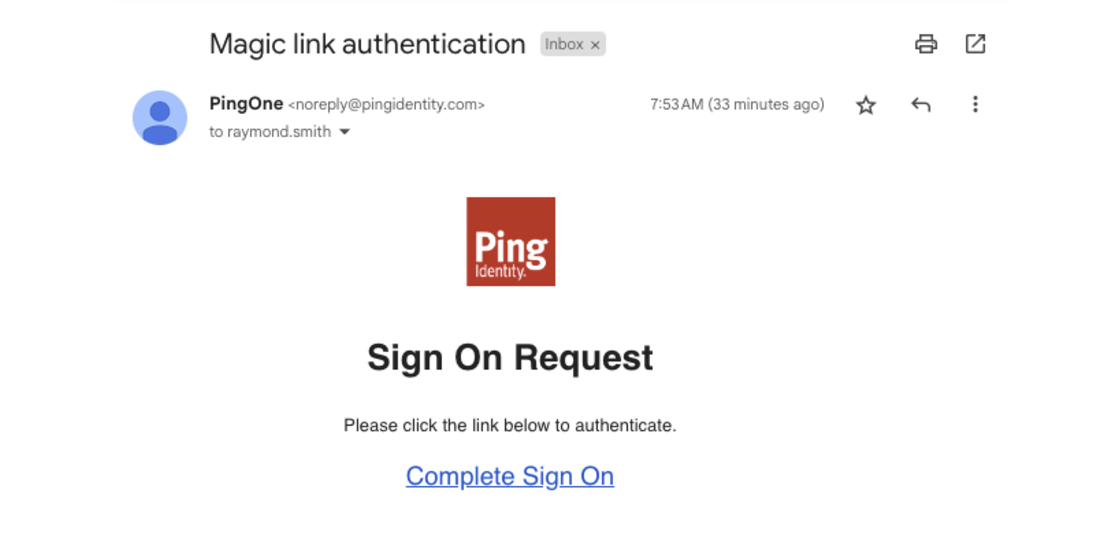 Magic link authentication Inbox ×
PingOne <noreply@pingidentity.com> 7:53 AM (33 minutes ago)
to raymond.smith
Ping
Identity.
Sign On Request
Please click the link below to authenticate.
Complete Sign On